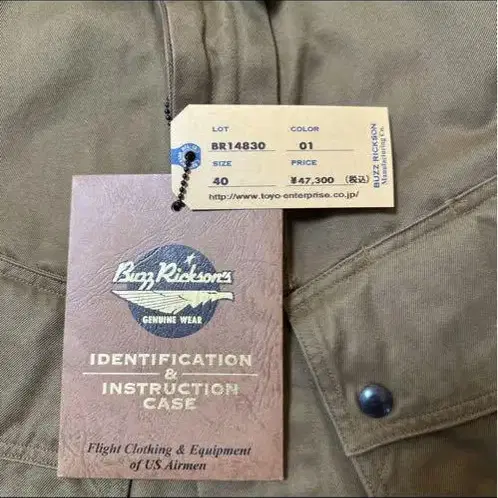 LOT COLOR
BR14830 01
SIZE PRICE
40 ¥47,300 (税込)
http://www.toyo-enterprise.co.jp/
BUZZ RICKSON
Manufacturing Co.
Buzz Rickson's
GENUINE WEAR
IDENTIFICATION
&
INSTRUCTION
CASE
Flight Clothing & Equipment
of US Airmen